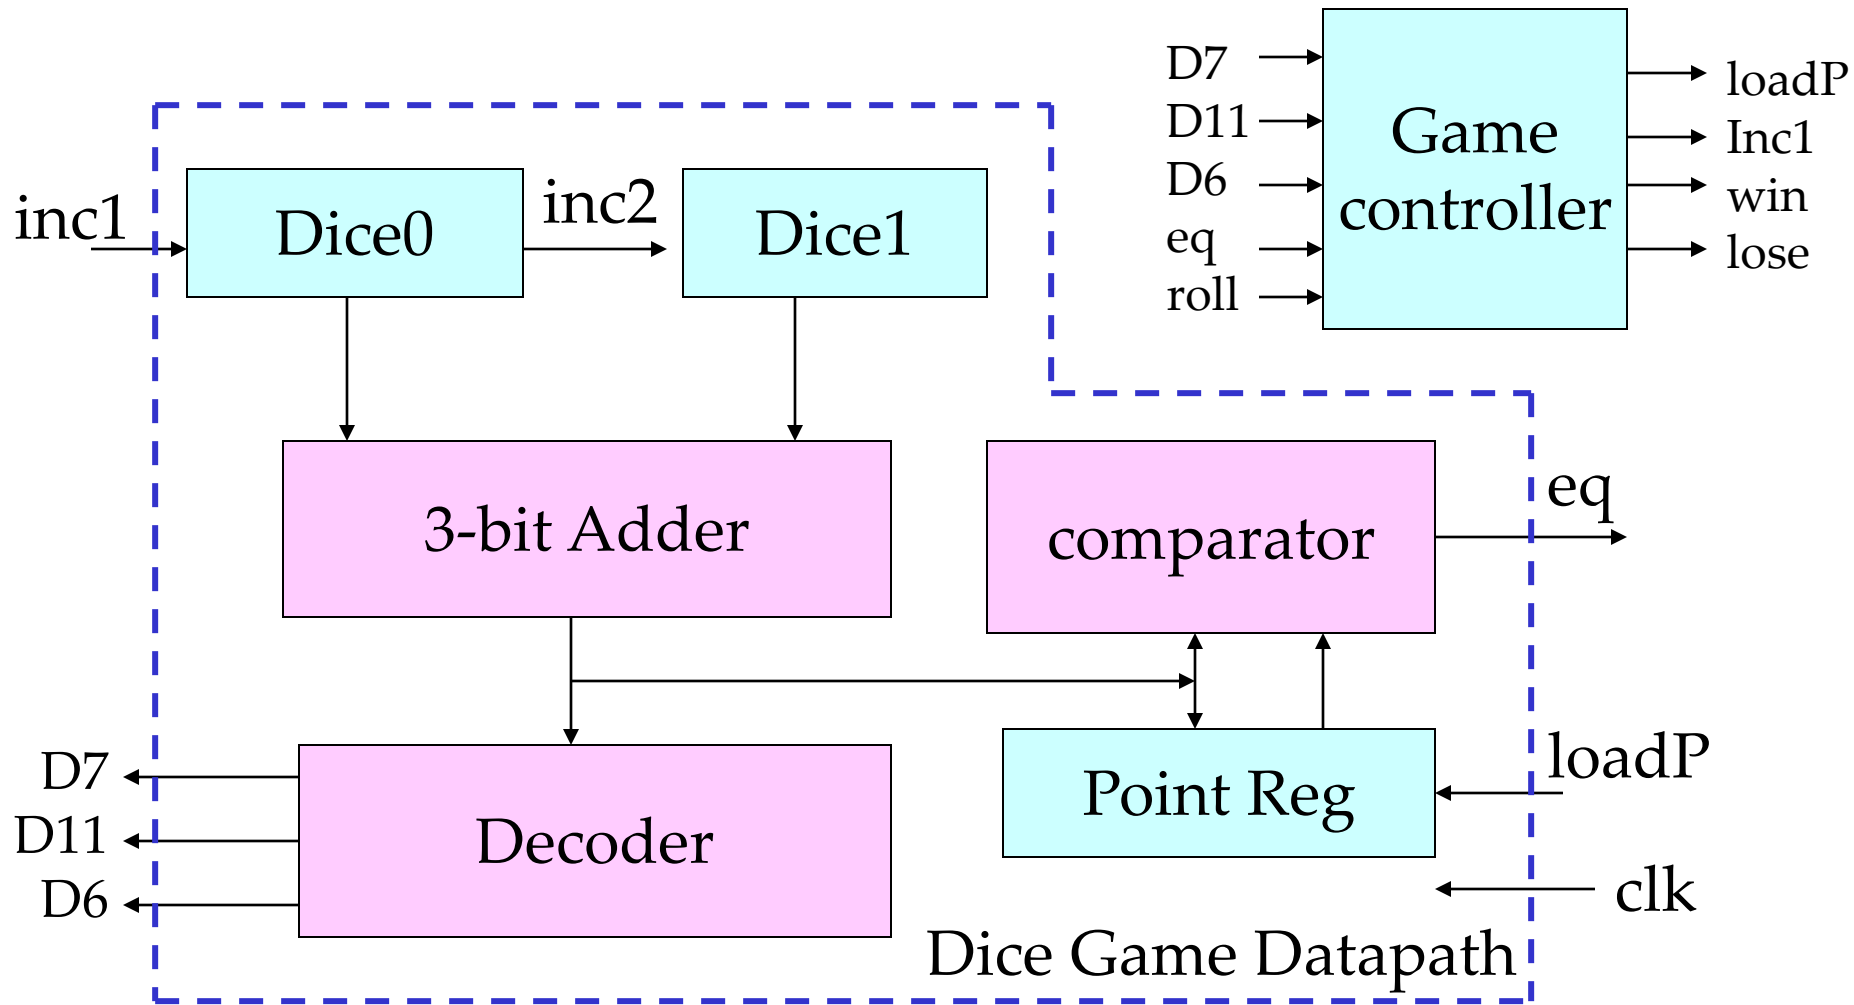 D7
D11
D6
eq
roll
Game
controller
loadP
Inc1
win
lose
inc1
Dice0
inc2
Dice1
3-bit Adder
comparator
eq
D7
D11
D6
Decoder
Point Reg
loadP
clk
Dice Game Datapath